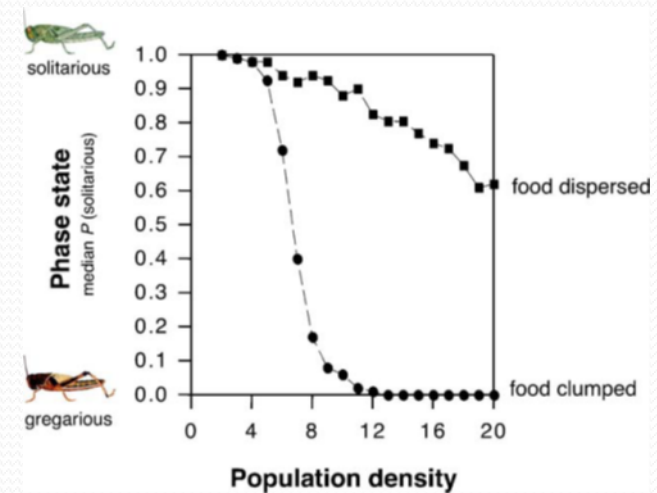 solitarious
Phase state
median P (solitarious)
1.0
0.9
0.8
0.7
0.6
0.5
0.4
0.3
0.2
0.1
0.0
gregarious
food dispersed
food clumped
0 4 8 12 16 20
Population density